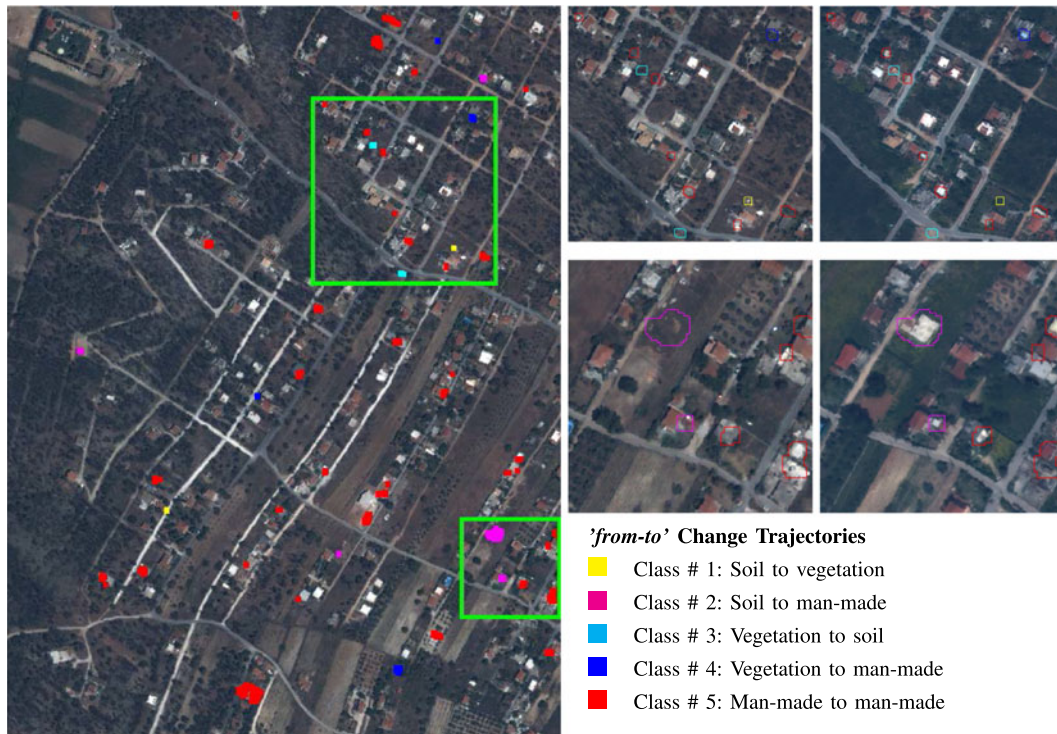 'from-to' Change Trajectories
Class # 1: Soil to vegetation
Class # 2: Soil to man-made
Class # 3: Vegetation to soil
Class # 4: Vegetation to man-made
Class # 5: Man-made to man-made